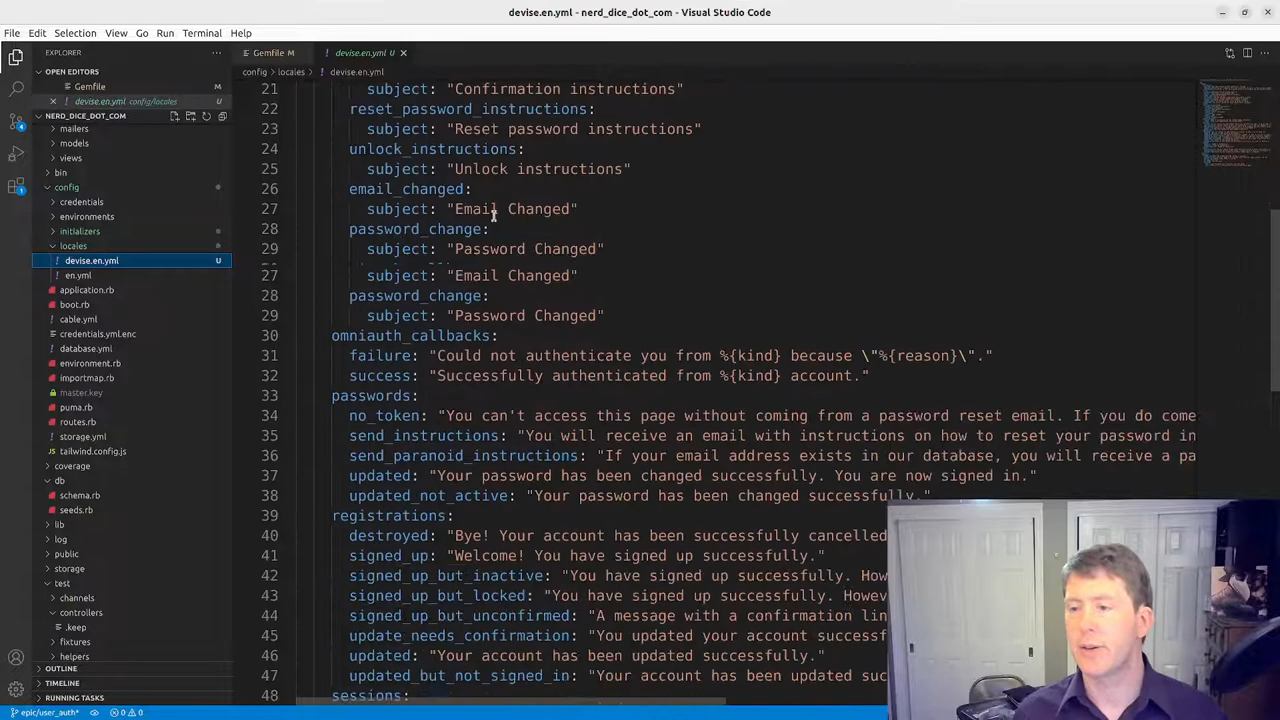 devise.en.yml - nerd_dice_dot_com - Visual Studio Code
File Edit Selection View Go Run Terminal Help
EXPLORER
OPEN EDITORS
Gemfile M
devise.en.yml config/locales
NERD_DICE_DOT_COM
mailers
models
views
bin
config
credentials
environments
initializers
locales
devise.en.yml U
en.yml
application.rb
boot.rb
cable.yml
credentials.yml.enc
database.yml
environment.rb
importmap.rb
master.key
puma.rb
routes.rb
storage.yml
tailwind.config.js
coverage
db
schema.rb
seeds.rb
lib
log
public
storage
test
channels
controllers
.keep
fixtures
helpers
OUTLINE
TIMELINE
RUNNING TASKS
Gemfile M
devise.en.yml U
config > locales > devise.en.yml
21 subject: "Confirmation instructions"
22 reset_password_instructions:
23 subject: "Reset password instructions"
24 unlock_instructions:
25 subject: "Unlock instructions"
26 email_changed:
27 subject: "Email Changed"
28 password_change:
29 subject: "Password Changed"
27 subject: "Email Changed"
28 password_change:
29 subject: "Password Changed"
30 omniauth_callbacks:
31 failure: "Could not authenticate you from %{kind} because \"%{reason}\"."
32 success: "Successfully authenticated from %{kind} account."
33 passwords:
34 no_token: "You can't access this page without coming from a password reset email. If you do come
35 send_instructions: "You will receive an email with instructions on how to reset your password in
36 send_paranoid_instructions: "If your email address exists in our database, you will receive a pa
37 updated: "Your password has been changed successfully. You are now signed in."
38 updated_not_active: "Your password has been changed successfully."
39 registrations:
40 destroyed: "Bye! Your account has been successfully cancelled
41 signed_up: "Welcome! You have signed up successfully."
42 signed_up_but_inactive: "You have signed up successfully. How
43 signed_up_but_locked: "You have signed up successfully. Howeve
44 signed_up_but_unconfirmed: "A message with a confirmation lin
45 update_needs_confirmation: "You updated your account success
46 updated: "Your account has been updated successfully."
47 updated_but_not_signed_in: "Your account has been updated suc
48 sessions:
epic/user_auth* 0 0